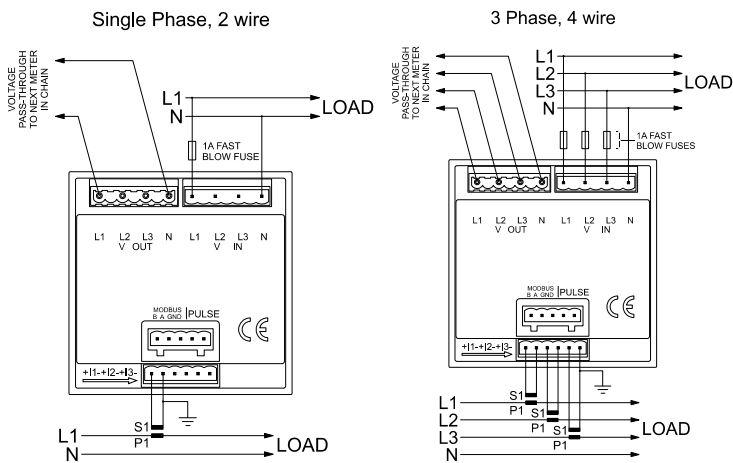 Single Phase, 2 wire
VOLTAGE
PASS-THROUGH
TO NEXT METER
IN CHAIN
L1
N
LOAD
1A FAST
BLOW FUSE
L1 L2 L3 N L1 L2 L3 N
V OUT V IN
MODBUS
B A GND |PULSE
CE
+I1-+I2-+I3-
S1
P1
L1
N
LOAD
3 Phase, 4 wire
VOLTAGE
PASS-THROUGH
TO NEXT METER
IN CHAIN
L1
L2
L3
N
LOAD
1A FAST
BLOW FUSES
L1 L2 L3 N L1 L2 L3 N
V OUT V IN
MODBUS
B A GND |PULSE
CE
+I1-+I2-+I3-
S1
P1
S1
P1
S1
P1
L1
L2
L3
N
LOAD